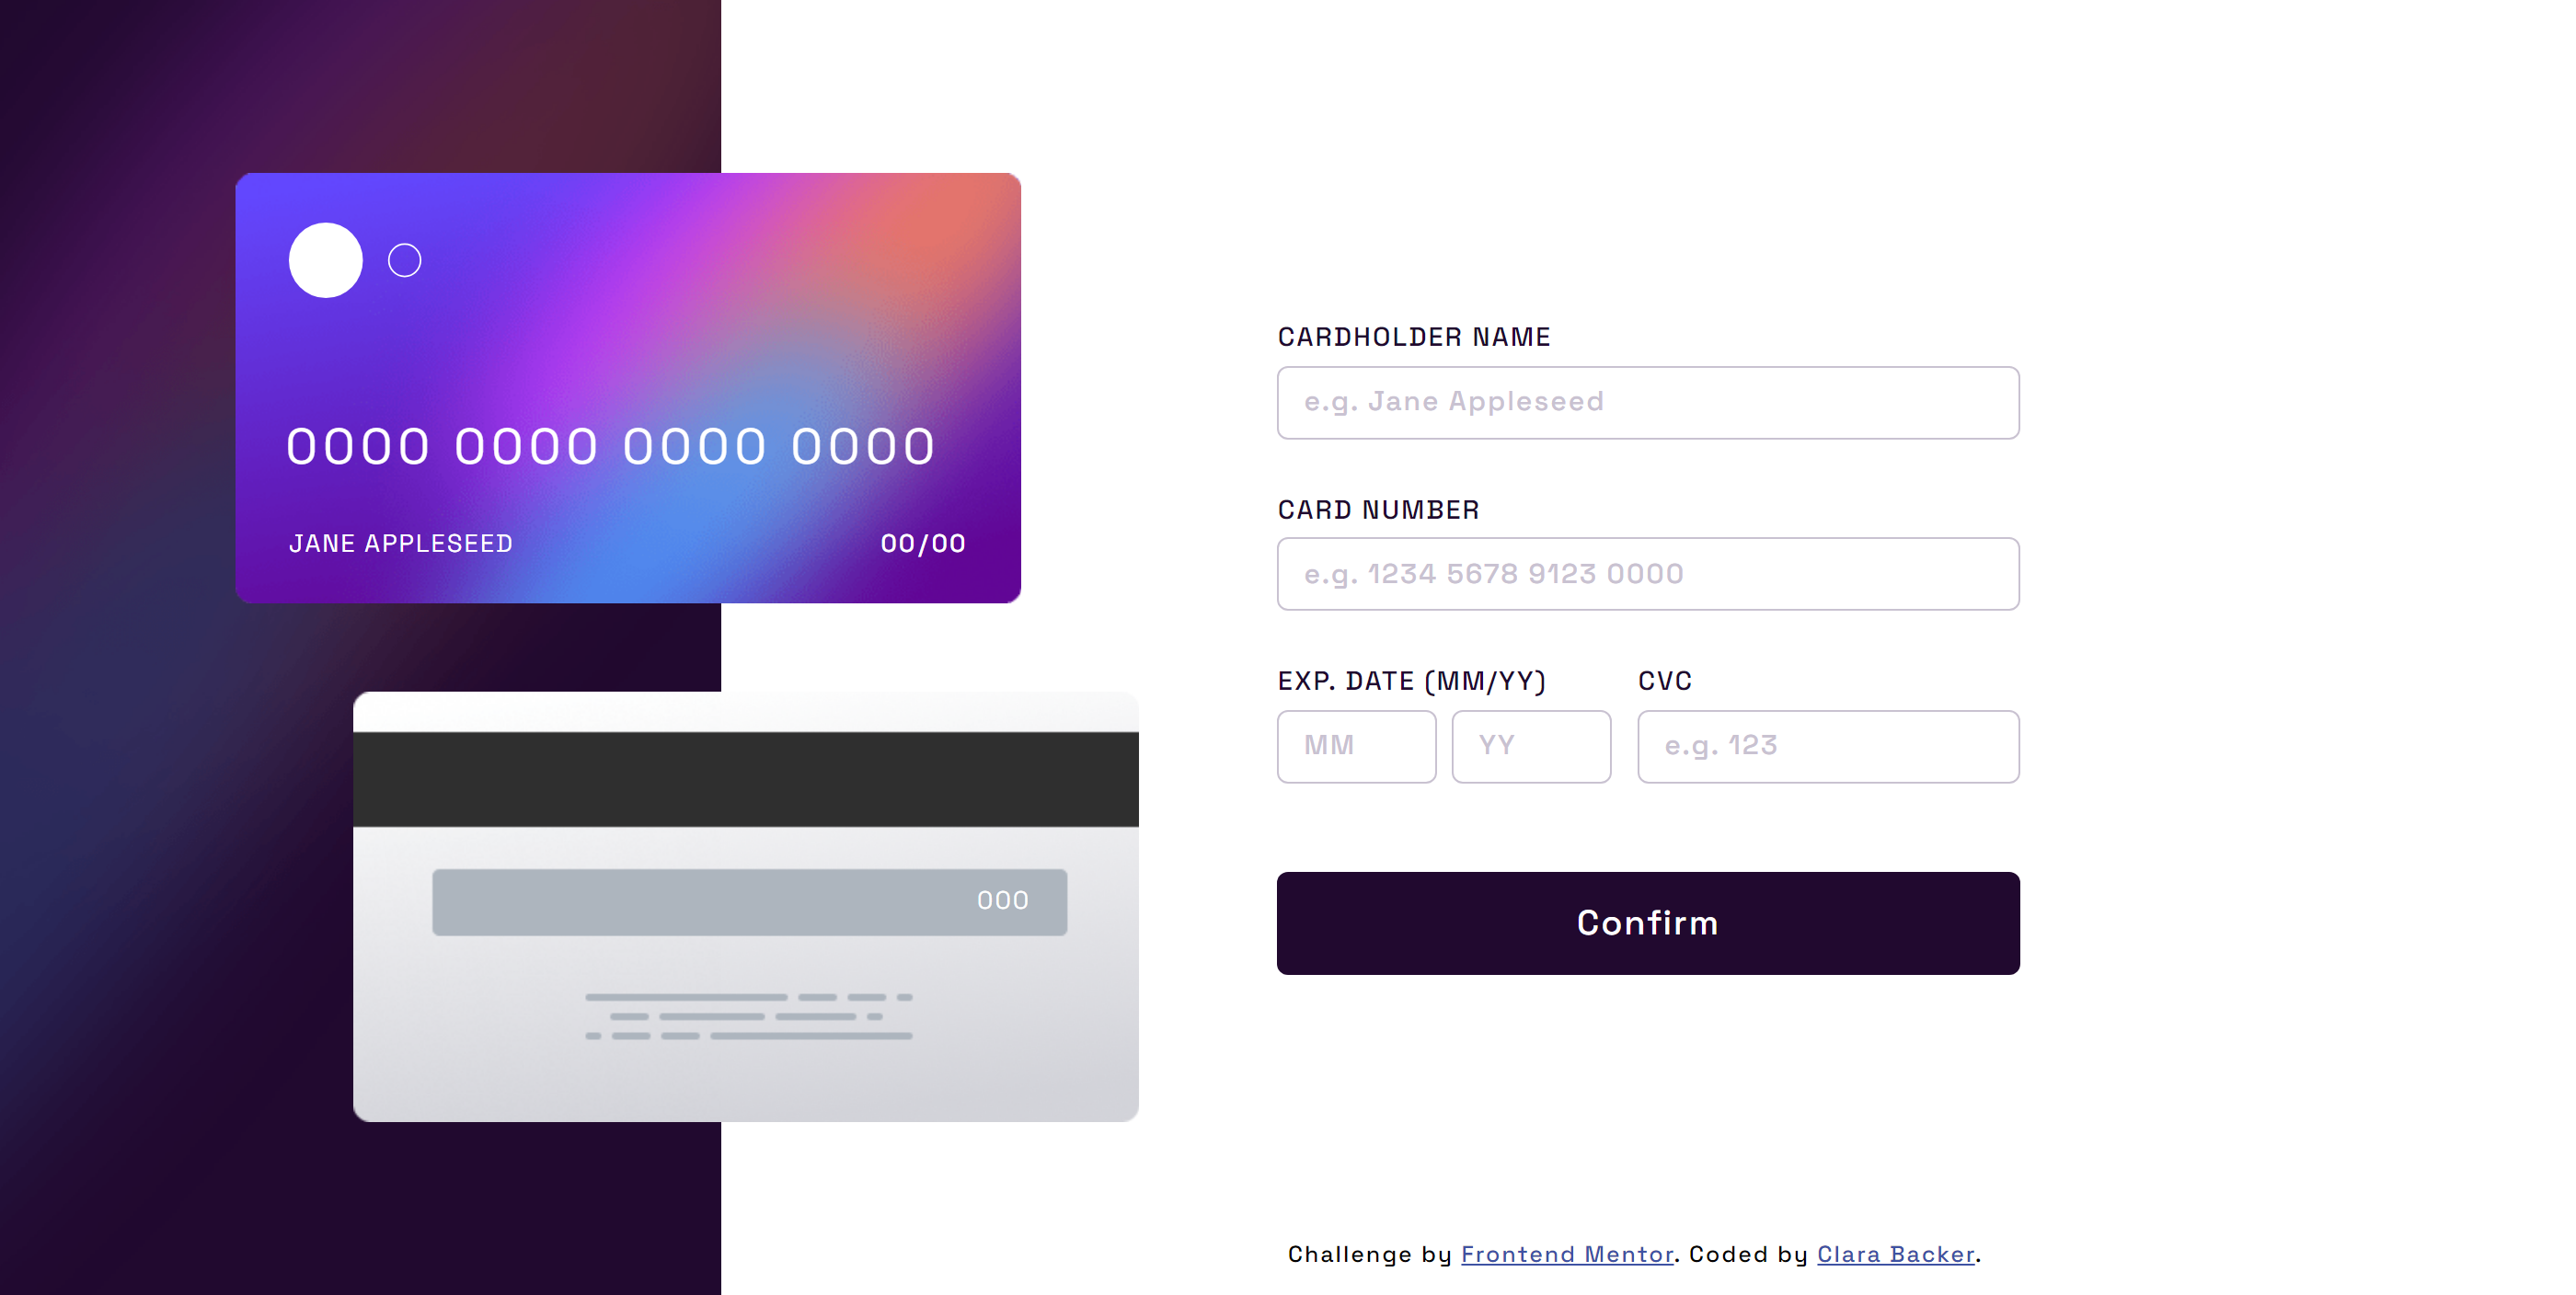 0000 0000 0000 0000
JANE APPLESEED 00/00
000
CARDHOLDER NAME
e.g. Jane Appleseed
CARD NUMBER
e.g. 1234 5678 9123 0000
EXP. DATE (MM/YY) CVC
MM YY e.g. 123
Confirm
Challenge by Frontend Mentor. Coded by Clara Backer.